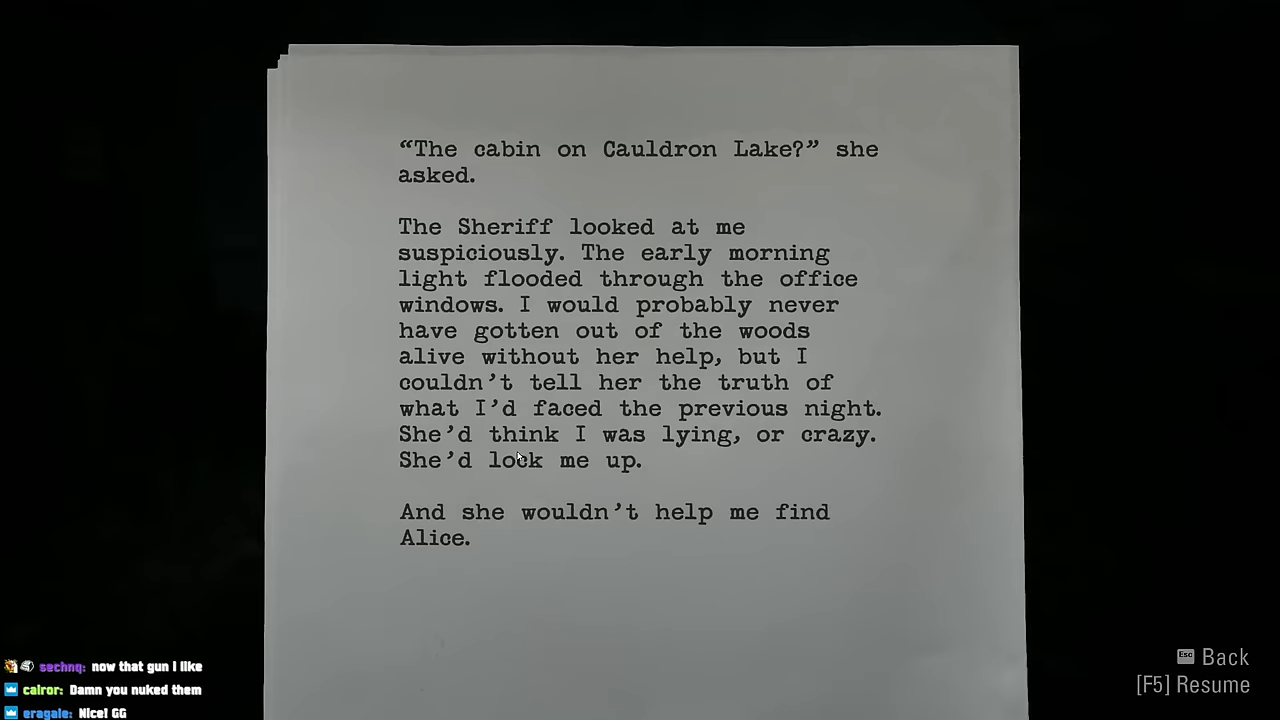 “The cabin on Cauldron Lake?” she
asked.
The Sheriff looked at me
suspiciously. The early morning
light flooded through the office
windows. I would probably never
have gotten out of the woods
alive without her help, but I
couldn’t tell her the truth of
what I’d faced the previous night.
She’d think I was lying, or crazy.
She’d lock me up.
And she wouldn’t help me find
Alice.
sechnq: now that gun I like
calror: Damn you nuked them
eragale: Nice! GG
Esc Back
[F5] Resume